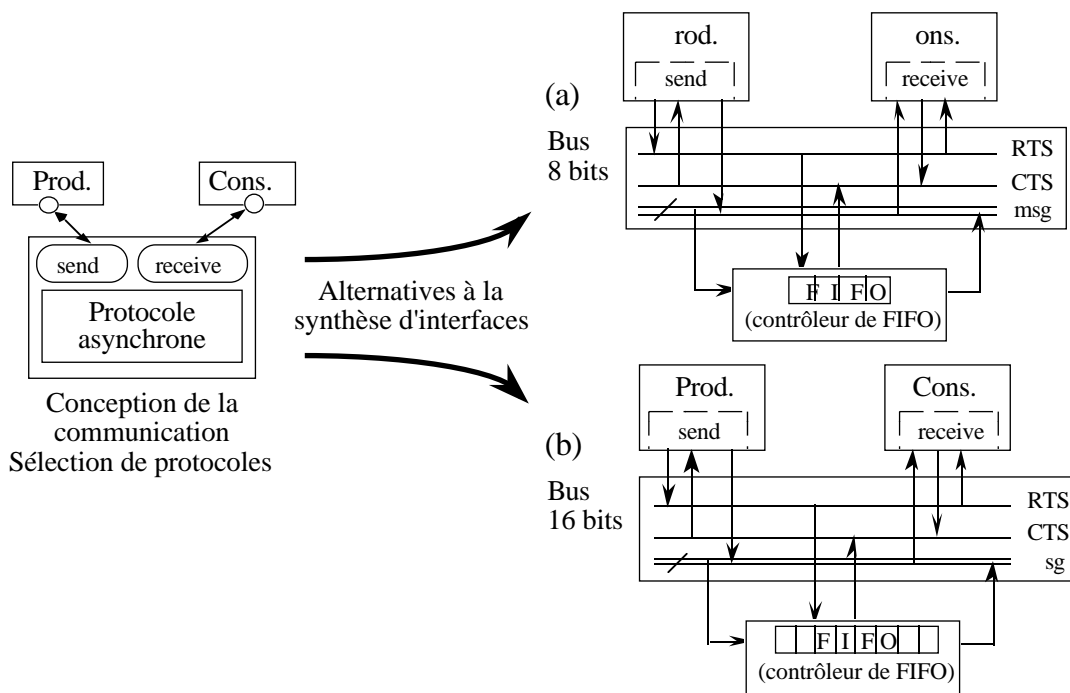 Prod.
Cons.
send
receive
Protocole
asynchrone
Conception de la
communication
Sélection de protocoles
Alternatives à la
synthèse d'interfaces
(a)
Bus
8 bits
rod.
ons.
send
receive
RTS
CTS
msg
F I F O
(contrôleur de FIFO)
(b)
Bus
16 bits
Prod.
Cons.
send
receive
RTS
CTS
sg
F I F O
(contrôleur de FIFO)